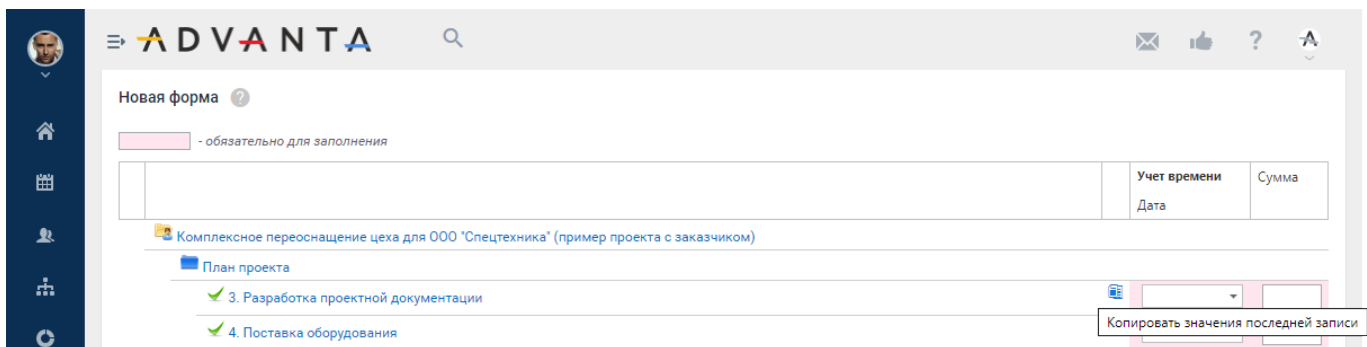 ADVANTA
?
Новая форма ?
- обязательно для заполнения
Учет времени Сумма
Дата
Комплексное переоснащение цеха для ООО "Спецтехника" (пример проекта с заказчиком)
План проекта
3. Разработка проектной документации
Копировать значения последней записи
4. Поставка оборудования